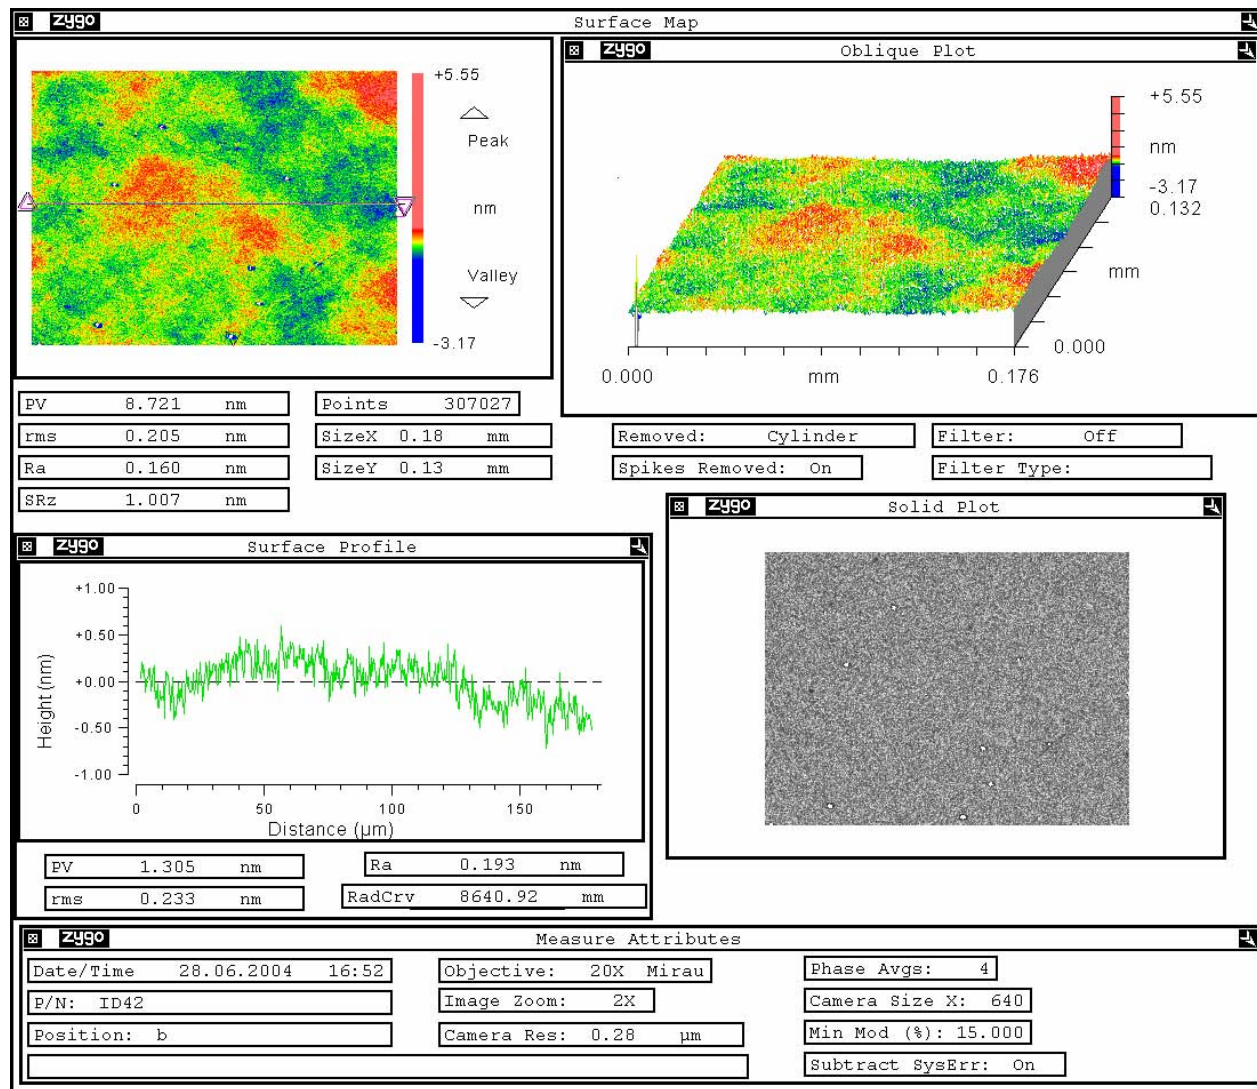 zygo Surface Map
+5.55
Peak
nm
Valley
-3.17
zygo Oblique Plot
+5.55
nm
-3.17
0.132
mm
0.000
0.000 mm 0.176
PV 8.721 nm
rms 0.205 nm
Ra 0.160 nm
SRz 1.007 nm
Points 307027
SizeX 0.18 mm
SizeY 0.13 mm
Removed: Cylinder
Filter: Off
Spikes Removed: On
Filter Type:
zygo Surface Profile
+1.00
+0.50
+0.00
-0.50
-1.00
Height (nm)
0 50 100 150
Distance (µm)
PV 1.305 nm
rms 0.233 nm
Ra 0.193 nm
RadCrv 8640.92 mm
zygo Solid Plot
zygo Measure Attributes
Date/Time 28.06.2004 16:52
P/N: ID42
Position: b
Objective: 20X Mirau
Image Zoom: 2X
Camera Res: 0.28 µm
Phase Avgs: 4
Camera Size X: 640
Min Mod (%): 15.000
Subtract SysErr: On